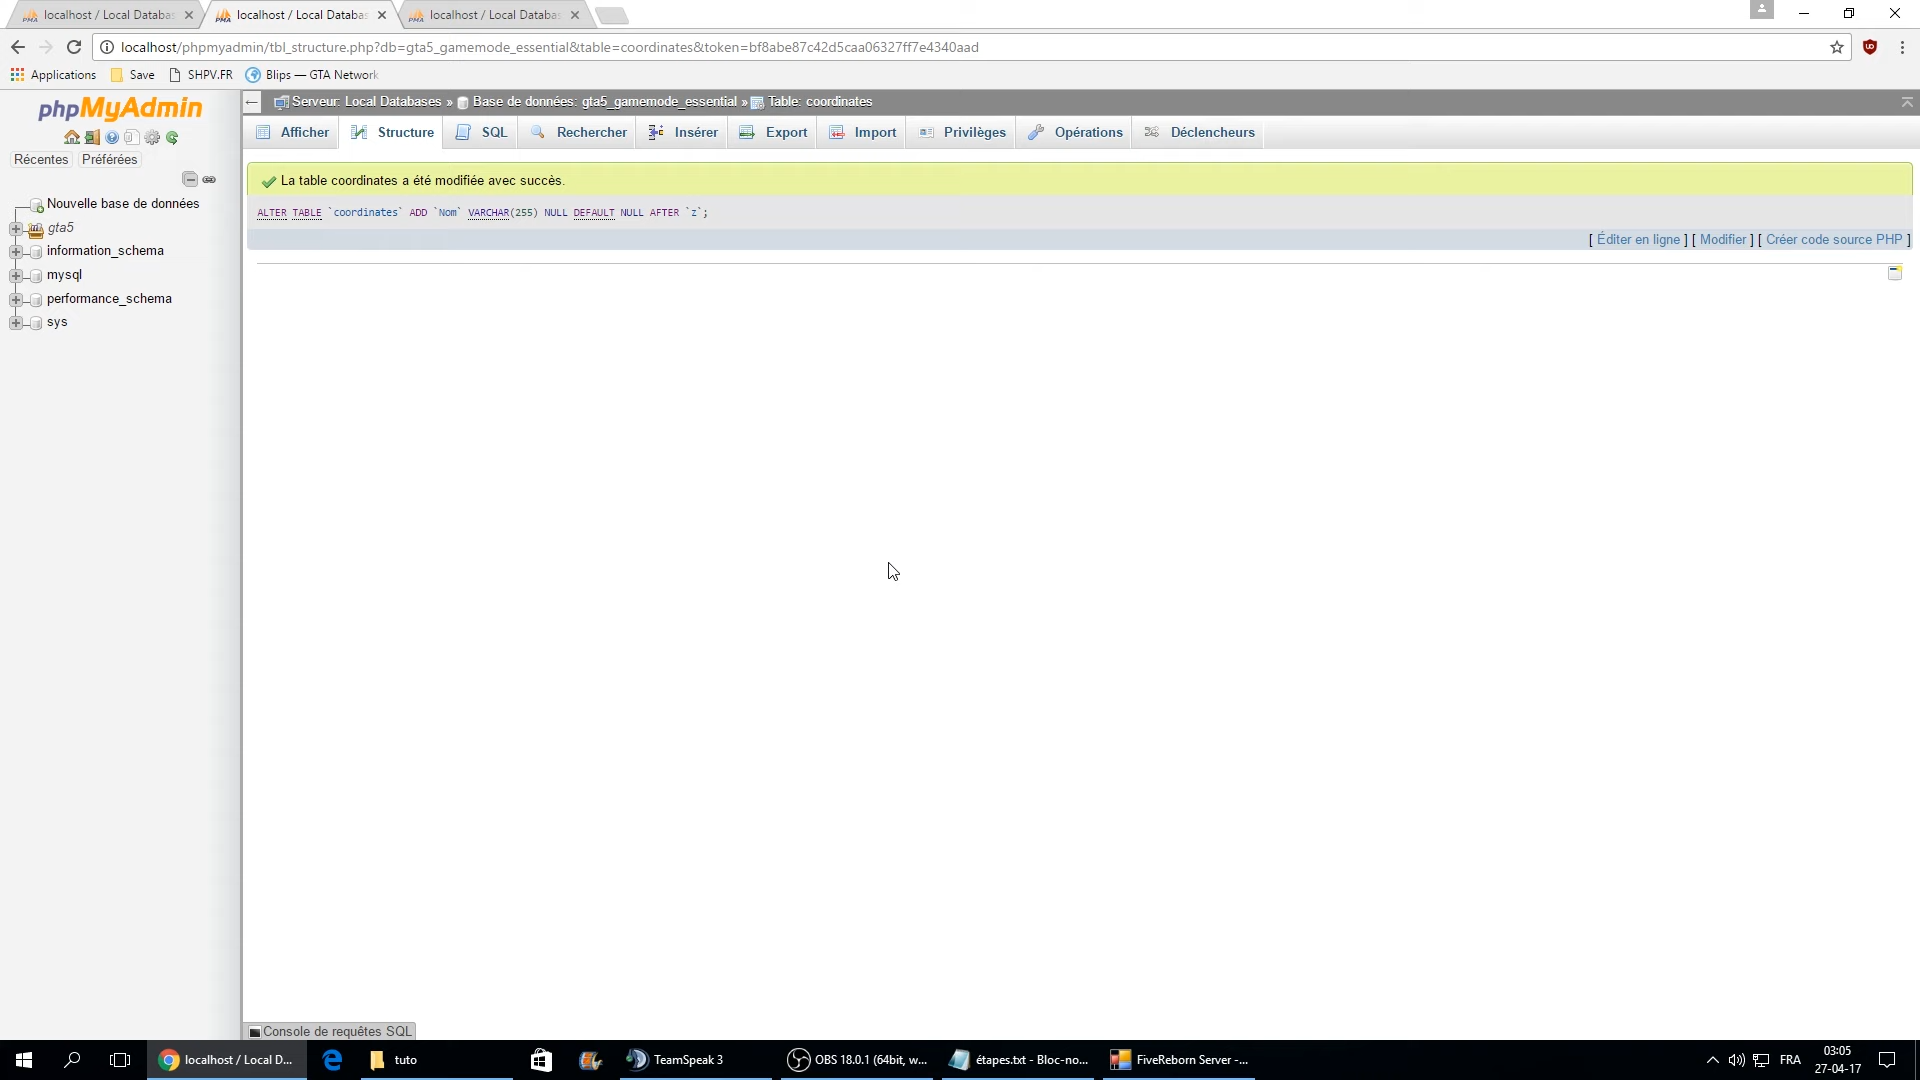 localhost / Local Databas
localhost / Local Databas
localhost / Local Databas
localhost/phpmyadmin/tbl_structure.php?db=gta5_gamemode_essential&table=coordinates&token=bf8abe87c42d5caa06327ff7e4340aad
Applications Save SHPV.FR Blips — GTA Network
phpMyAdmin
Récentes Préférées
Nouvelle base de données
gta5
information_schema
mysql
performance_schema
sys
Serveur: Local Databases » Base de données: gta5_gamemode_essential » Table: coordinates
Afficher Structure SQL Rechercher Insérer Export Import Privilèges Opérations Déclencheurs
La table coordinates a été modifiée avec succès.
ALTER TABLE `coordinates` ADD `Nom` VARCHAR(255) NULL DEFAULT NULL AFTER `z`;
[ Éditer en ligne ] [ Modifier ] [ Créer code source PHP ]
Console de requêtes SQL
localhost / Local D...
tuto
TeamSpeak 3
OBS 18.0.1 (64bit, w...
étapes.txt - Bloc-no...
FiveReborn Server -...
FRA
03:05
27-04-17